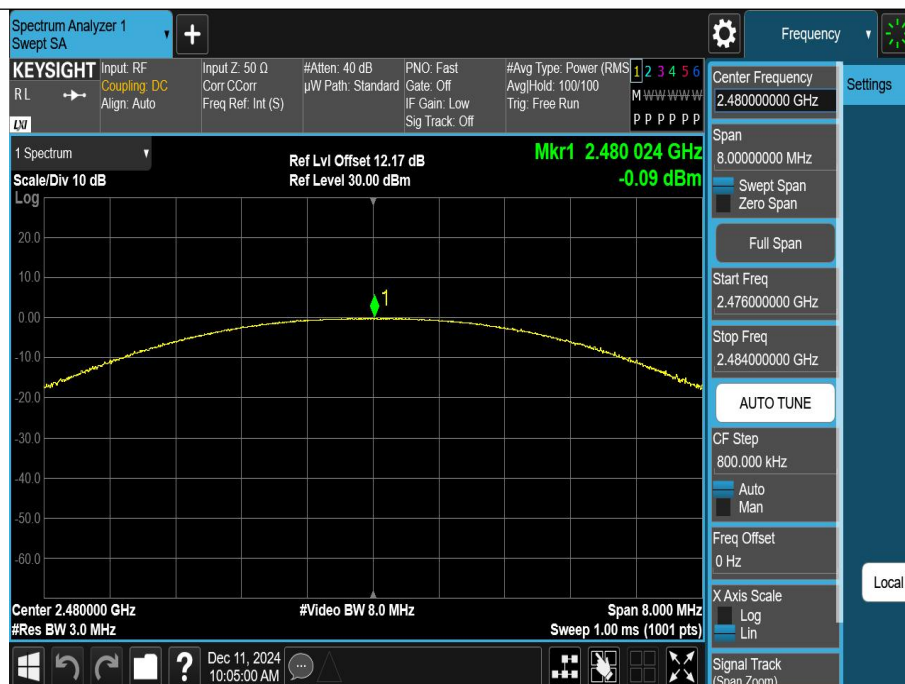 Spectrum Analyzer 1
Swept SA
Frequency
KEYSIGHT
RL
LXI
Input: RF
Coupling: DC
Align: Auto
Input Z: 50 Ω
Corr CCorr
Freq Ref: Int (S)
#Atten: 40 dB
µW Path: Standard
PNO: Fast
Gate: Off
IF Gain: Low
Sig Track: Off
#Avg Type: Power (RMS
Avg|Hold: 100/100
Trig: Free Run
1 2 3 4 5 6
M W W W W W
P P P P P P
1 Spectrum
Scale/Div 10 dB
Log
Ref Lvl Offset 12.17 dB
Ref Level 30.00 dBm
Mkr1 2.480 024 GHz
-0.09 dBm
20.0
10.0
0.00
-10.0
-20.0
-30.0
-40.0
-50.0
-60.0
1
Center 2.480000 GHz
#Res BW 3.0 MHz
#Video BW 8.0 MHz
Span 8.000 MHz
Sweep 1.00 ms (1001 pts)
?
Dec 11, 2024
10:05:00 AM
Center Frequency
2.480000000 GHz
Settings
Span
8.00000000 MHz
Swept Span
Zero Span
Full Span
Start Freq
2.476000000 GHz
Stop Freq
2.484000000 GHz
AUTO TUNE
CF Step
800.000 kHz
Auto
Man
Freq Offset
0 Hz
X Axis Scale
Log
Lin
Local
Signal Track
(Span Zoom)